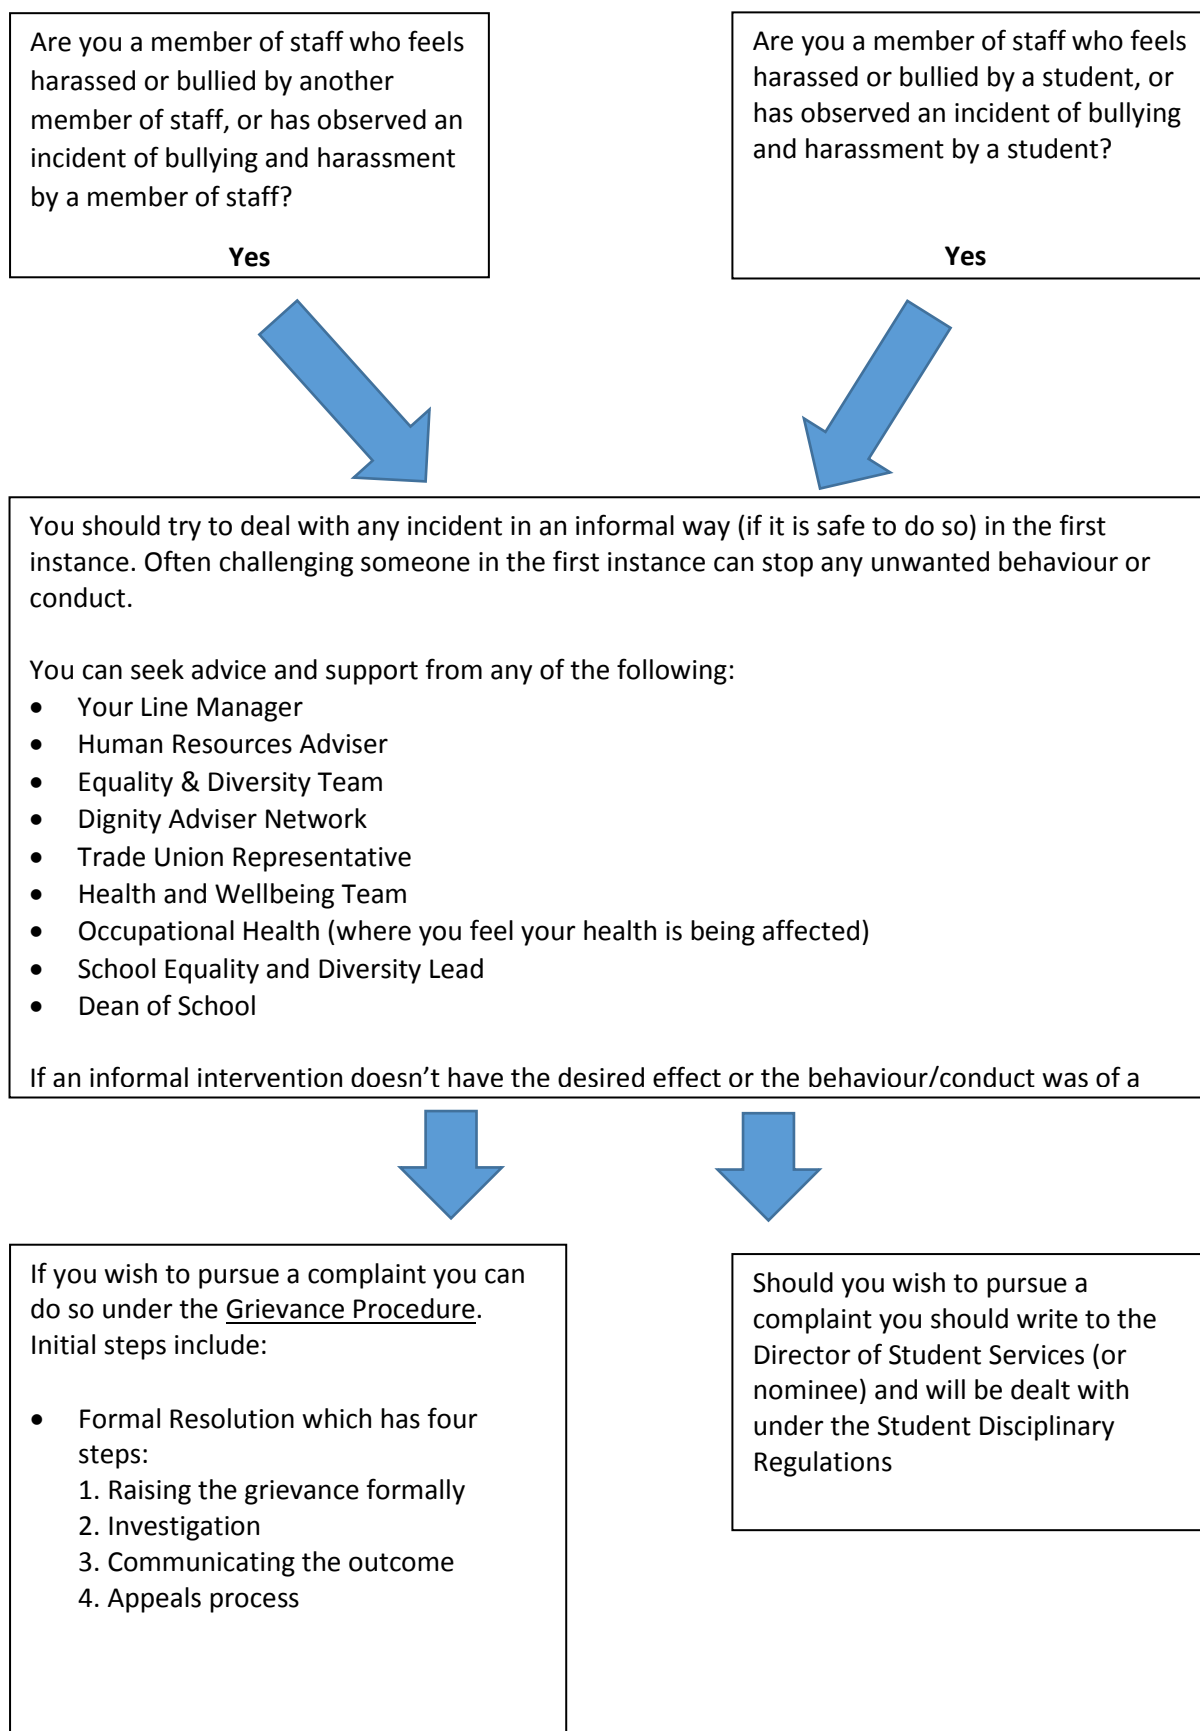 Are you a member of staff who feels
harassed or bullied by another
member of staff, or has observed an
incident of bullying and harassment
by a member of staff?
Yes
Are you a member of staff who feels
harassed or bullied by a student, or
has observed an incident of bullying
and harassment by a student?
Yes
You should try to deal with any incident in an informal way (if it is safe to do so) in the first
instance. Often challenging someone in the first instance can stop any unwanted behaviour or
conduct.
You can seek advice and support from any of the following:
• Your Line Manager
• Human Resources Adviser
• Equality & Diversity Team
• Dignity Adviser Network
• Trade Union Representative
• Health and Wellbeing Team
• Occupational Health (where you feel your health is being affected)
• School Equality and Diversity Lead
• Dean of School
If an informal intervention doesn’t have the desired effect or the behaviour/conduct was of a
If you wish to pursue a complaint you can
do so under the Grievance Procedure.
Initial steps include:
• Formal Resolution which has four
steps:
1. Raising the grievance formally
2. Investigation
3. Communicating the outcome
4. Appeals process
Should you wish to pursue a
complaint you should write to the
Director of Student Services (or
nominee) and will be dealt with
under the Student Disciplinary
Regulations